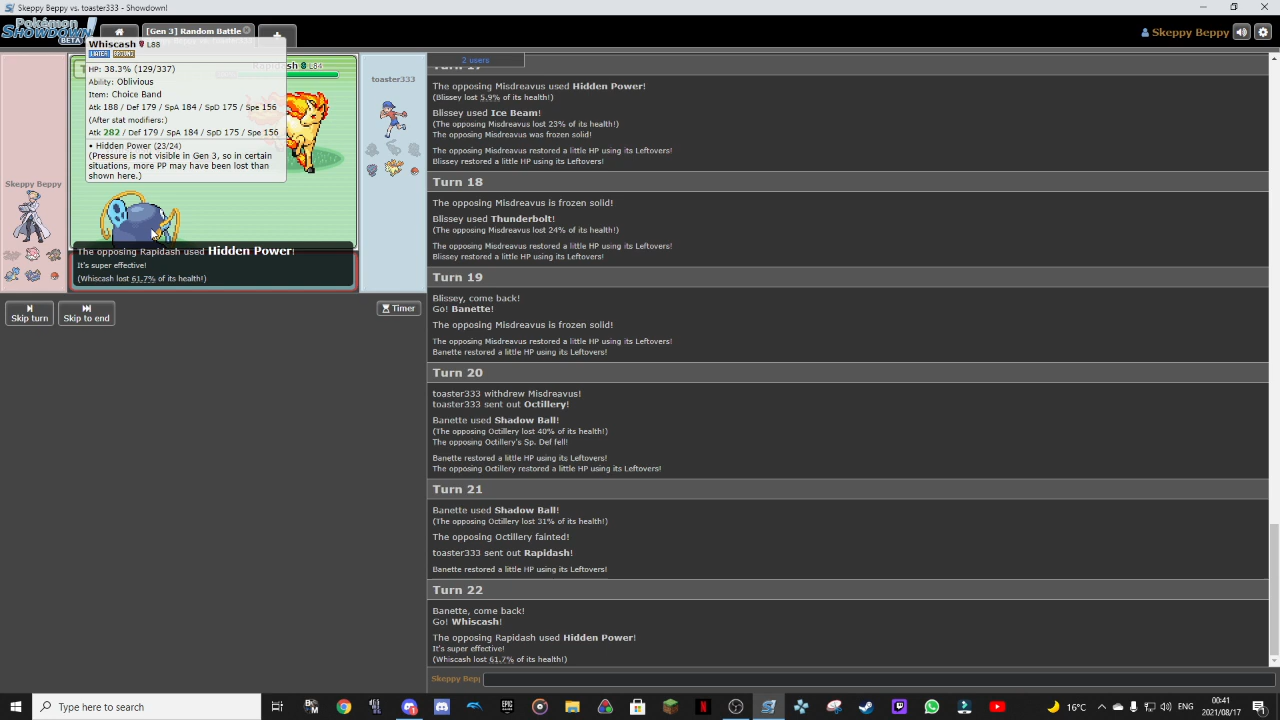 Skeppy Beppy vs. toaster333 - Showdown!
Pokémon
SHOWDOWN!
BETA
[Gen 3] Random Battle
Skeppy Beppy
Whiscash L88
WATER GROUND
HP: 38.3% (129/337)
Ability: Oblivious
Item: Choice Band
Atk 188 / Def 179 / SpA 184 / SpD 175 / Spe 156
(After stat modifiers:)
Atk 282 / Def 179 / SpA 184 / SpD 175 / Spe 156
• Hidden Power (23/24)
(Pressure is not visible in Gen 3, so in certain
situations, more PP may have been lost than
shown here.)
Rapidash L84
toaster333
Skeppy Beppy
The opposing Rapidash used Hidden Power!
It's super effective!
(Whiscash lost 61.7% of its health!)
Skip turn
Skip to end
Timer
2 users
The opposing Misdreavus used Hidden Power!
(Blissey lost 5.9% of its health!)
Blissey used Ice Beam!
(The opposing Misdreavus lost 23% of its health!)
The opposing Misdreavus was frozen solid!
The opposing Misdreavus restored a little HP using its Leftovers!
Blissey restored a little HP using its Leftovers!
Turn 18
The opposing Misdreavus is frozen solid!
Blissey used Thunderbolt!
(The opposing Misdreavus lost 24% of its health!)
The opposing Misdreavus restored a little HP using its Leftovers!
Blissey restored a little HP using its Leftovers!
Turn 19
Blissey, come back!
Go! Banette!
The opposing Misdreavus is frozen solid!
The opposing Misdreavus restored a little HP using its Leftovers!
Banette restored a little HP using its Leftovers!
Turn 20
toaster333 withdrew Misdreavus!
toaster333 sent out Octillery!
Banette used Shadow Ball!
(The opposing Octillery lost 40% of its health!)
The opposing Octillery's Sp. Def fell!
Banette restored a little HP using its Leftovers!
The opposing Octillery restored a little HP using its Leftovers!
Turn 21
Banette used Shadow Ball!
(The opposing Octillery lost 31% of its health!)
The opposing Octillery fainted!
toaster333 sent out Rapidash!
Banette restored a little HP using its Leftovers!
Turn 22
Banette, come back!
Go! Whiscash!
The opposing Rapidash used Hidden Power!
It's super effective!
(Whiscash lost 61.7% of its health!)
Skeppy Bepp
Type here to search
16°C
ENG
00:41
2021/08/17